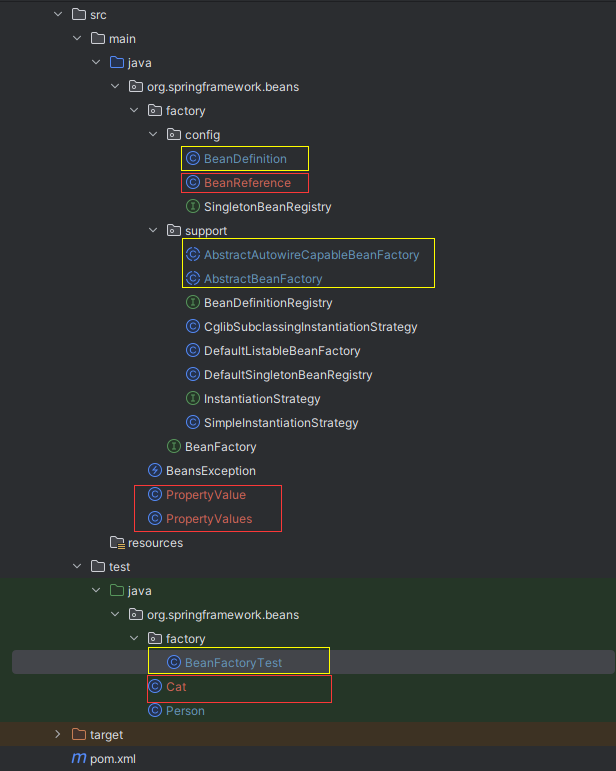 src
main
java
org.springframework.beans
factory
config
BeanDefinition
BeanReference
SingletonBeanRegistry
support
AbstractAutowireCapableBeanFactory
AbstractBeanFactory
BeanDefinitionRegistry
CglibSubclassingInstantiationStrategy
DefaultListableBeanFactory
DefaultSingletonBeanRegistry
InstantiationStrategy
SimpleInstantiationStrategy
BeanFactory
BeansException
PropertyValue
PropertyValues
resources
test
java
org.springframework.beans
factory
BeanFactoryTest
Cat
Person
target
pom.xml